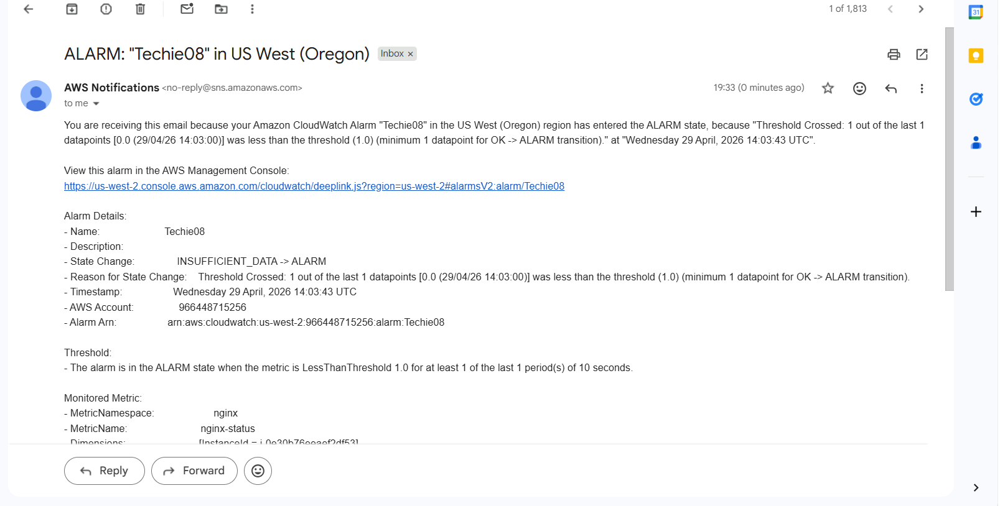 1 of 1,813
31
ALARM: "Techie08" in US West (Oregon) Inbox ×
AWS Notifications <no-reply@sns.amazonaws.com>
19:33 (0 minutes ago)
to me
You are receiving this email because your Amazon CloudWatch Alarm "Techie08" in the US West (Oregon) region has entered the ALARM state, because "Threshold Crossed: 1 out of the last 1
datapoints [0.0 (29/04/26 14:03:00)] was less than the threshold (1.0) (minimum 1 datapoint for OK -> ALARM transition)." at "Wednesday 29 April, 2026 14:03:43 UTC".
View this alarm in the AWS Management Console:
https://us-west-2.console.aws.amazon.com/cloudwatch/deeplink.js?region=us-west-2#alarmsV2:alarm/Techie08
Alarm Details:
- Name: Techie08
- Description:
- State Change: INSUFFICIENT_DATA -> ALARM
- Reason for State Change: Threshold Crossed: 1 out of the last 1 datapoints [0.0 (29/04/26 14:03:00)] was less than the threshold (1.0) (minimum 1 datapoint for OK -> ALARM transition).
- Timestamp: Wednesday 29 April, 2026 14:03:43 UTC
- AWS Account: 966448715256
- Alarm Arn: arn:aws:cloudwatch:us-west-2:966448715256:alarm:Techie08
Threshold:
- The alarm is in the ALARM state when the metric is LessThanThreshold 1.0 for at least 1 of the last 1 period(s) of 10 seconds.
Monitored Metric:
- MetricNamespace: nginx
- MetricName: nginx-status
Dimensions: [InstanceId = i-0e30b76eeaef2df53]
Reply
Forward